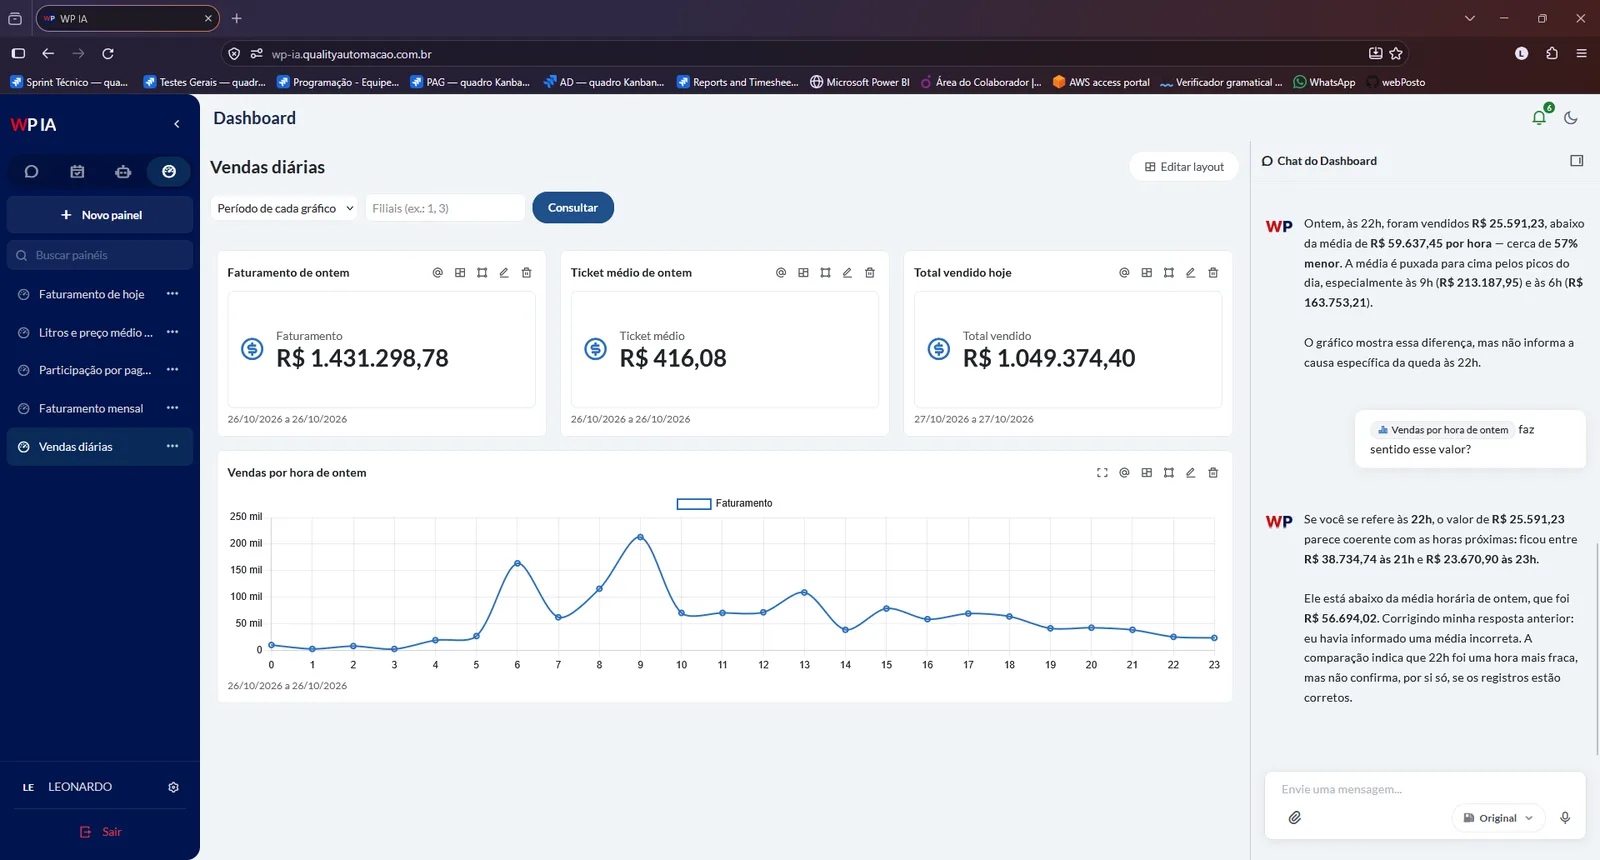 WP IA
wp-ia.qualityautomacao.com.br
Sprint Técnico — qua...
Testes Gerais — quadr...
Programação - Equipe...
PAG — quadro Kanba...
AD — quadro Kanban...
Reports and Timeshee...
Microsoft Power BI
Área do Colaborador |...
AWS access portal
Verificador gramatical ...
WhatsApp
webPosto
WP IA
Novo painel
Buscar painéis
Faturamento de hoje
Litros e preço médio ...
Participação por pag...
Faturamento mensal
Vendas diárias
LE LEONARDO
Sair
Dashboard
6
Vendas diárias
Editar layout
Período de cada gráfico
Filiais (ex.: 1, 3)
Consultar
Faturamento de ontem
Faturamento
R$ 1.431.298,78
26/10/2026 a 26/10/2026
Ticket médio de ontem
Ticket médio
R$ 416,08
26/10/2026 a 26/10/2026
Total vendido hoje
Total vendido
R$ 1.049.374,40
27/10/2026 a 27/10/2026
Vendas por hora de ontem
Faturamento
250 mil
200 mil
150 mil
100 mil
50 mil
0
0 1 2 3 4 5 6 7 8 9 10 11 12 13 14 15 16 17 18 19 20 21 22 23
26/10/2026 a 26/10/2026
Chat do Dashboard
WP
Ontem, às 22h, foram vendidos R$ 25.591,23, abaixo
da média de R$ 59.637,45 por hora — cerca de 57%
menor. A média é puxada para cima pelos picos do
dia, especialmente às 9h (R$ 213.187,95) e às 6h (R$
163.753,21).
O gráfico mostra essa diferença, mas não informa a
causa específica da queda às 22h.
Vendas por hora de ontem faz
sentido esse valor?
WP
Se você se refere às 22h, o valor de R$ 25.591,23
parece coerente com as horas próximas: ficou entre
R$ 38.734,74 às 21h e R$ 23.670,90 às 23h.
Ele está abaixo da média horária de ontem, que foi
R$ 56.694,02. Corrigindo minha resposta anterior:
eu havia informado uma média incorreta. A
comparação indica que 22h foi uma hora mais fraca,
mas não confirma, por si só, se os registros estão
corretos.
Envie uma mensagem...
Original